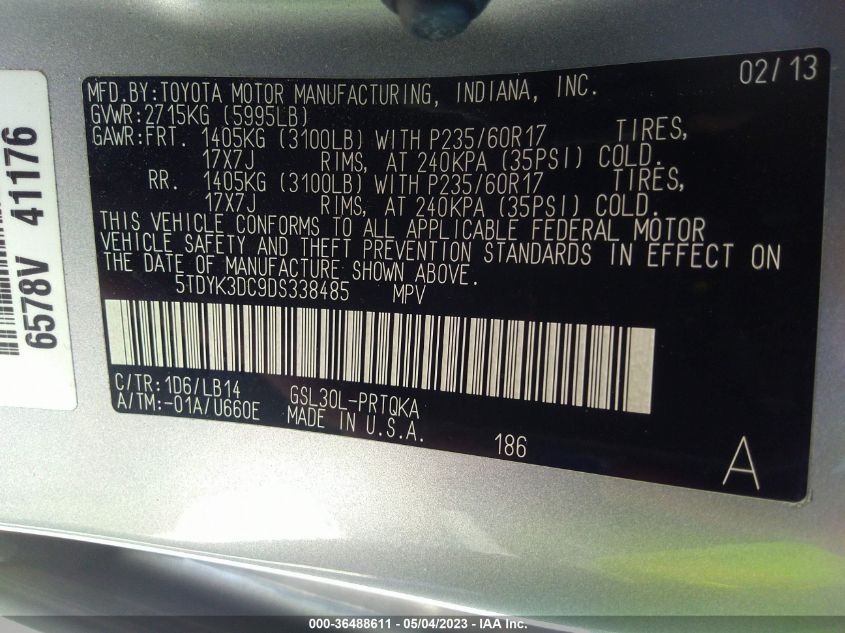 02/13
MFD.BY:TOYOTA MOTOR MANUFACTURING, INDIANA, INC.
GVWR:2715KG (5995LB)
GAWR:FRT. 1405KG (3100LB) WITH P235/60R17 TIRES,
17X7J RIMS, AT 240KPA (35PSI) COLD.
RR. 1405KG (3100LB) WITH P235/60R17 TIRES,
17X7J RIMS, AT 240KPA (35PSI) COLD.
THIS VEHICLE CONFORMS TO ALL APPLICABLE FEDERAL MOTOR
VEHICLE SAFETY AND THEFT PREVENTION STANDARDS IN EFFECT ON
THE DATE OF MANUFACTURE SHOWN ABOVE.
5TDYK3DC9DS338485 MPV
C/TR:1D6/LB14 GSL30L-PRTQKA
A/TM:-01A/U660E MADE IN U.S.A.
186
A
6578V 41176
000-36488611 - 05/04/2023 - IAA Inc.